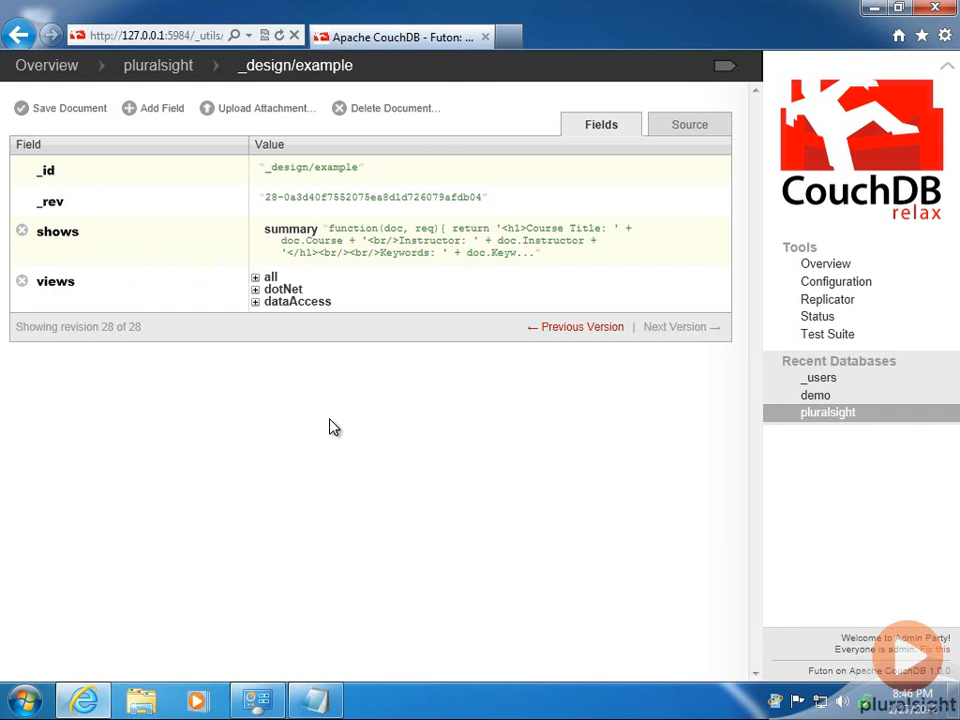 http://127.0.0.1:5984/_utils/
Apache CouchDB - Futon: ...
Overview
pluralsight
_design/example
Save Document
Add Field
Upload Attachment...
Delete Document...
Fields
Source
Field
Value
_id
"_design/example"
_rev
"28-0a3d40f7552075ea8d1d726079afdb04"
shows
summary "function(doc, req){ return '<h1>Course Title: ' +
doc.Course + '<br/>Instructor: ' + doc.Instructor +
'</h1><br/><br/>Keywords: ' + doc.Keyw..."
views
all
dotNet
dataAccess
Showing revision 28 of 28
← Previous Version | Next Version →
CouchDB
relax
Tools
Overview
Configuration
Replicator
Status
Test Suite
Recent Databases
_users
demo
pluralsight
Welcome to Admin Party!
Everyone is admin. Fix this
Futon on Apache CouchDB 1.0.0
8:46 PM
pluralsight